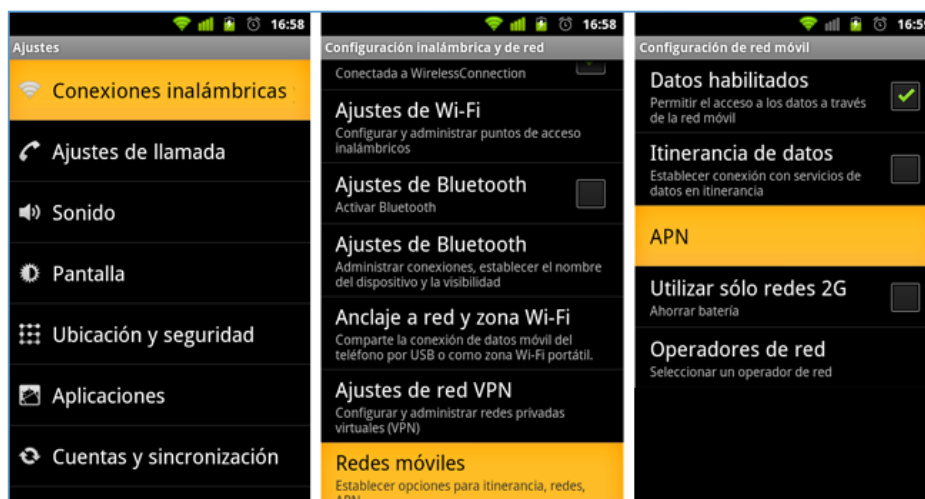 16:58
Ajustes
Conexiones inalámbricas
Ajustes de llamada
Sonido
Pantalla
Ubicación y seguridad
Aplicaciones
Cuentas y sincronización
16:58
Configuración inalámbrica y de red
Conectada a WirelessConnection
Ajustes de Wi-Fi
Configurar y administrar puntos de acceso
inalámbricos
Ajustes de Bluetooth
Activar Bluetooth
Ajustes de Bluetooth
Administrar conexiones, establecer el nombre
del dispositivo y la visibilidad
Anclaje a red y zona Wi-Fi
Comparte la conexión de datos móvil del
teléfono por USB o como zona Wi-Fi portátil.
Ajustes de red VPN
Configurar y administrar redes privadas
virtuales (VPN)
Redes móviles
Establecer opciones para itinerancia, redes,
APN
16:59
Configuración de red móvil
Datos habilitados
Permitir el acceso a los datos a través
de la red móvil
Itinerancia de datos
Establecer conexión con servicios de
datos en itinerancia
APN
Utilizar sólo redes 2G
Ahorrar batería
Operadores de red
Seleccionar un operador de red